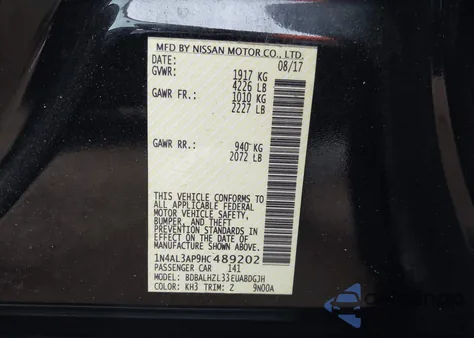 MFD BY NISSAN MOTOR CO., LTD.
DATE: 08/17
GVWR: 1917 KG
4226 LB
GAWR FR: 1010 KG
2227 LB
GAWR RR: 940 KG
2072 LB
THIS VEHICLE CONFORMS TO
ALL APPLICABLE FEDERAL
MOTOR VEHICLE SAFETY,
BUMPER, AND THEFT
PREVENTION STANDARDS IN
EFFECT ON THE DATE OF
MANUFACTURE SHOWN ABOVE.
1N4AL3AP9HC489202
PASSENGER CAR 141
MODEL: BDBALHZL33EUABDGJH
COLOR: KH3 TRIM: Z 9N00A